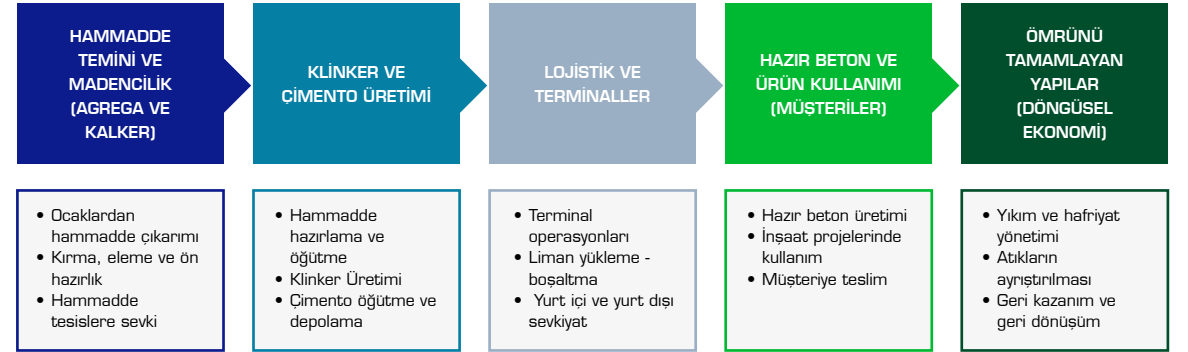 HAMMADDE
TEMİNİ VE
MADENCİLİK
(AGREGA VE
KALKER)
KLİNKER VE
ÇİMENTO ÜRETİMİ
LOJİSTİK VE
TERMİNALLER
HAZIR BETON VE
ÜRÜN KULLANIMI
(MÜŞTERİLER)
ÖMRÜNÜ
TAMAMLAYAN
YAPILAR
(DÖNGÜSEL
EKONOMİ)
• Ocaklardan
hammadde çıkarımı
• Kırma, eleme ve ön
hazırlık
• Hammadde
tesislere sevki
• Hammadde
hazırlama ve
öğütme
• Klinker Üretimi
• Çimento öğütme ve
depolama
• Terminal
operasyonları
• Liman yükleme -
boşaltma
• Yurt içi ve yurt dışı
sevkiyat
• Hazır beton üretimi
• İnşaat projelerinde
kullanım
• Müşteriye teslim
• Yıkım ve hafriyat
yönetimi
• Atıkların
ayrıştırılması
• Geri kazanım ve
geri dönüşüm